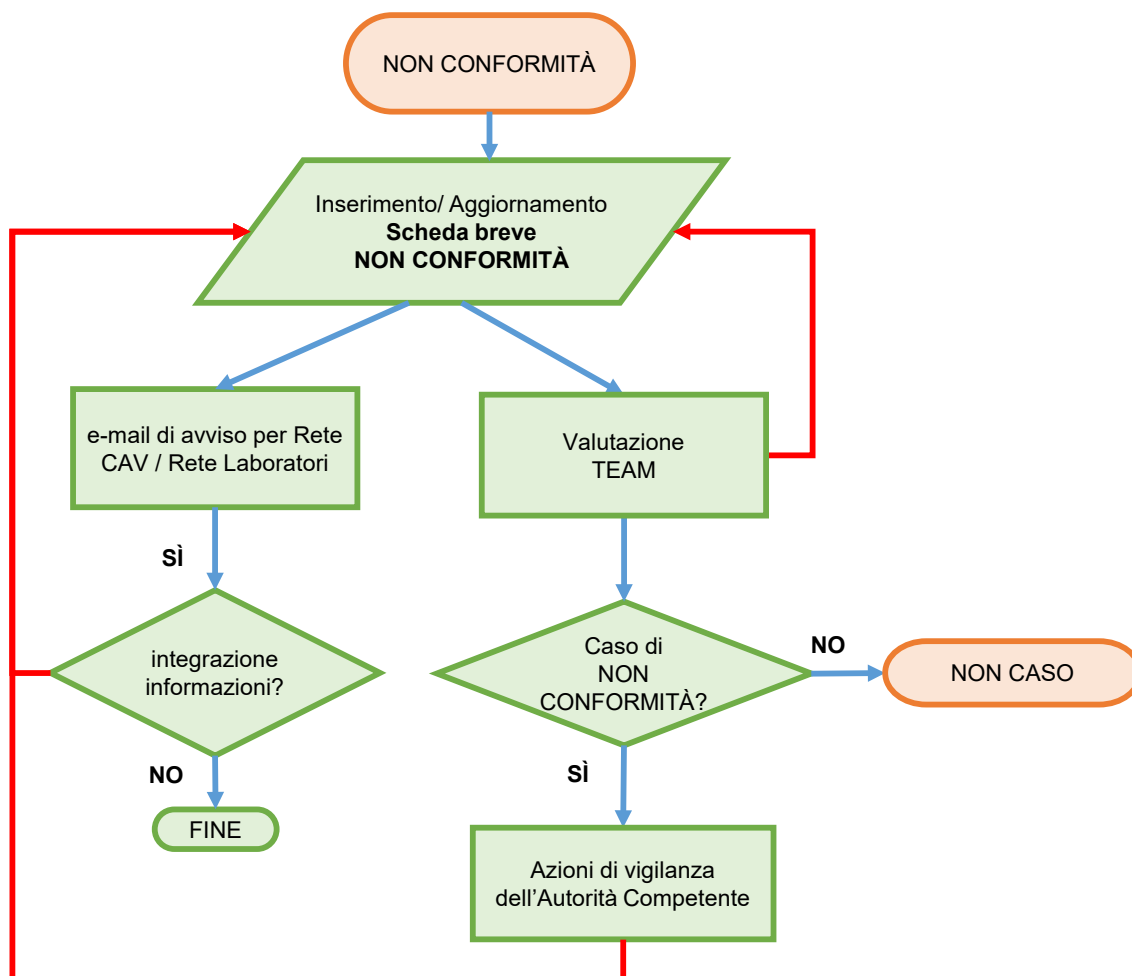 NON CONFORMITÀ
Inserimento/ Aggiornamento
Scheda breve
NON CONFORMITÀ
e-mail di avviso per Rete
CAV / Rete Laboratori
Valutazione
TEAM
SÌ
integrazione
informazioni?
Caso di
NON
CONFORMITÀ?
NO
NON CASO
NO
FINE
SÌ
Azioni di vigilanza
dell'Autorità Competente